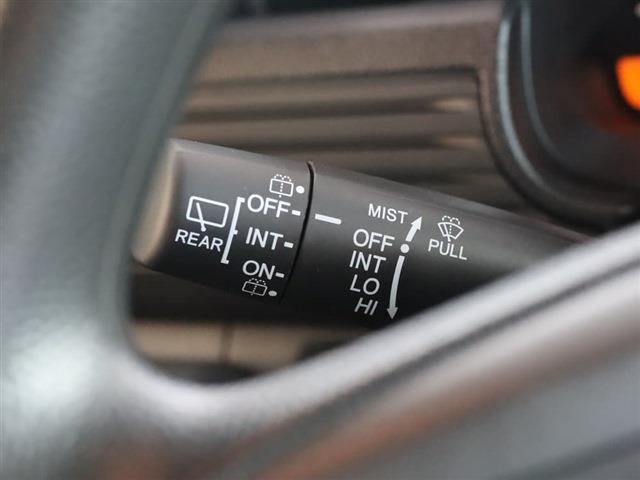 REAR
OFF
INT
ON
MIST
OFF
INT
LO
HI
PULL